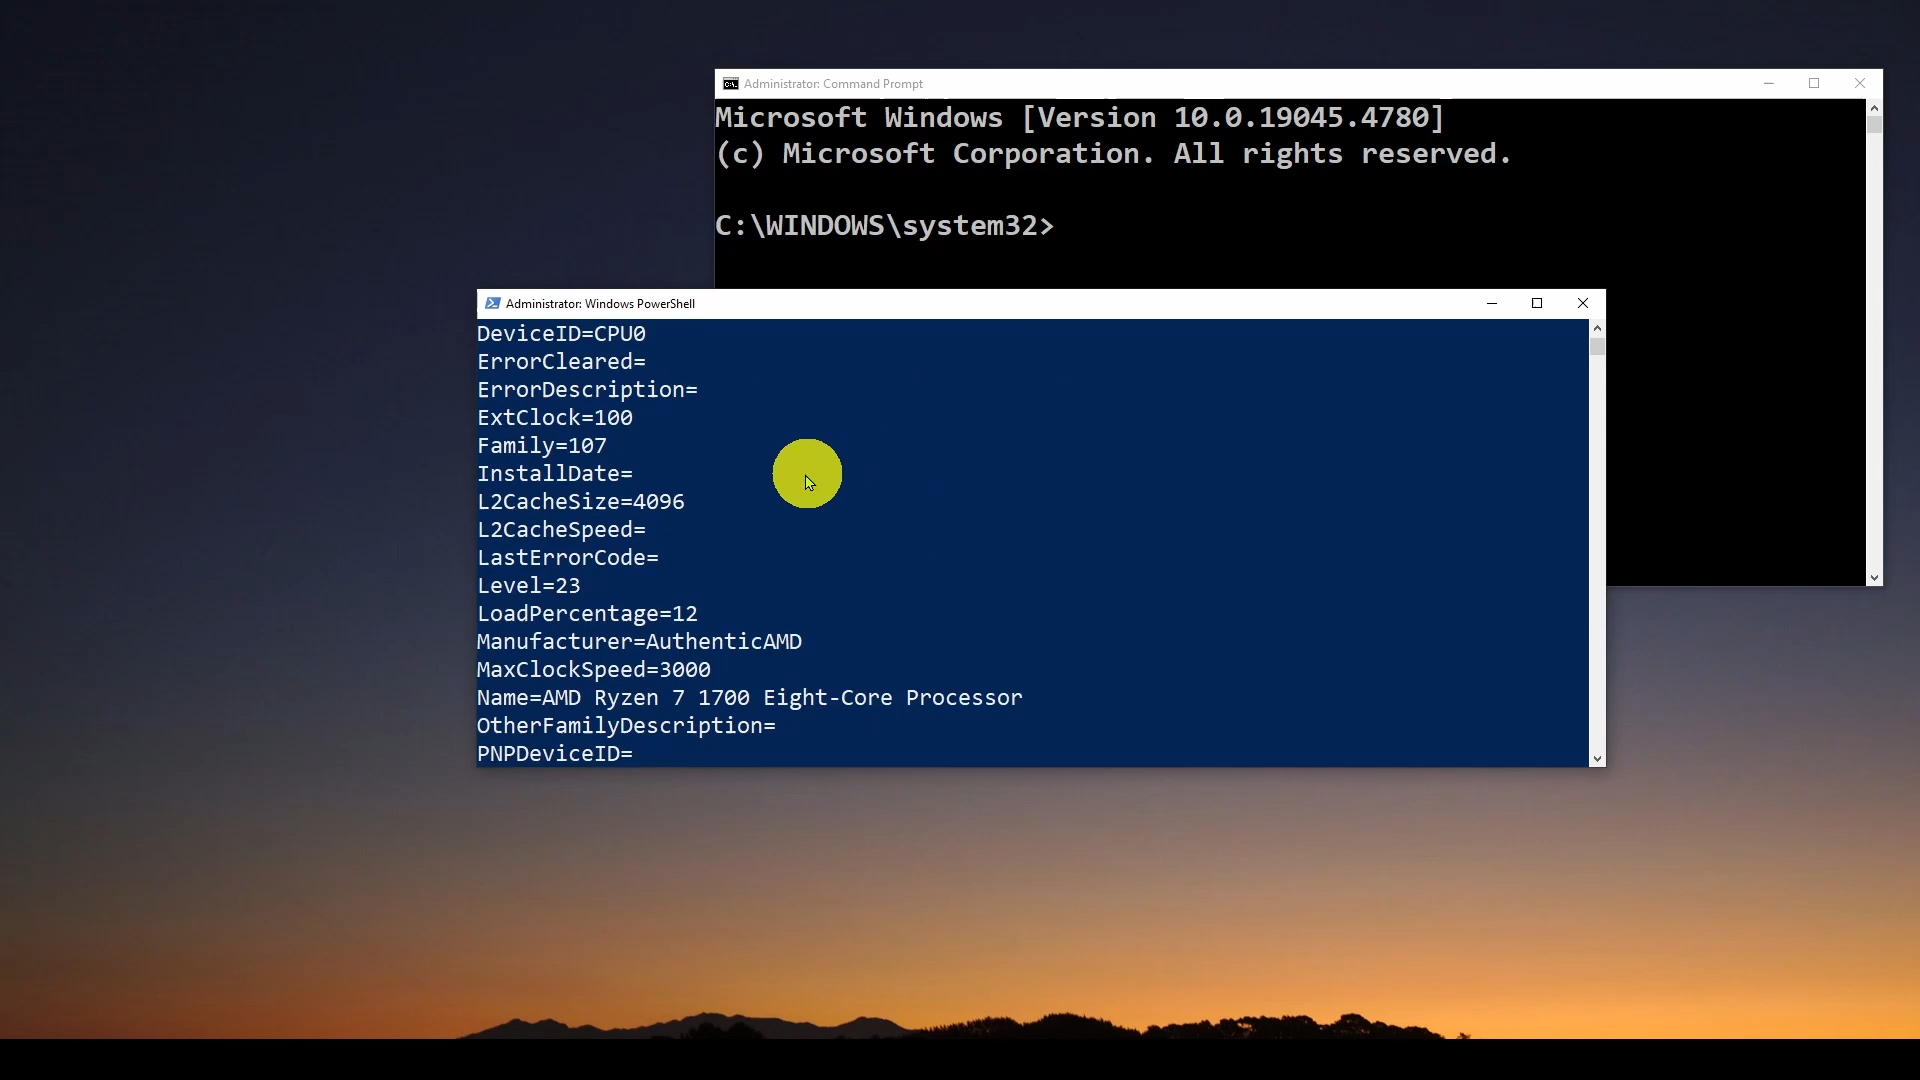 Administrator: Command Prompt
Microsoft Windows [Version 10.0.19045.4780]
(c) Microsoft Corporation. All rights reserved.
C:\WINDOWS\system32>
Administrator: Windows PowerShell
DeviceID=CPU0
ErrorCleared=
ErrorDescription=
ExtClock=100
Family=107
InstallDate=
L2CacheSize=4096
L2CacheSpeed=
LastErrorCode=
Level=23
LoadPercentage=12
Manufacturer=AuthenticAMD
MaxClockSpeed=3000
Name=AMD Ryzen 7 1700 Eight-Core Processor
OtherFamilyDescription=
PNPDeviceID=